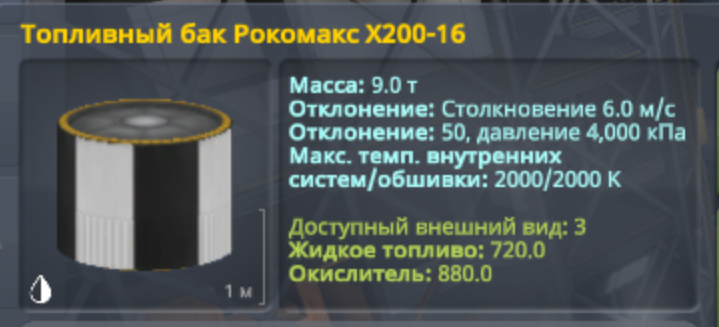 Топливный бак Рокомакс X200-16
Масса: 9.0 т
Отклонение: Столкновение 6.0 м/с
Отклонение: 50, давление 4,000 кПа
Макс. темп. внутренних
систем/обшивки: 2000/2000 К
Доступный внешний вид: 3
Жидкое топливо: 720.0
Окислитель: 880.0
1 м